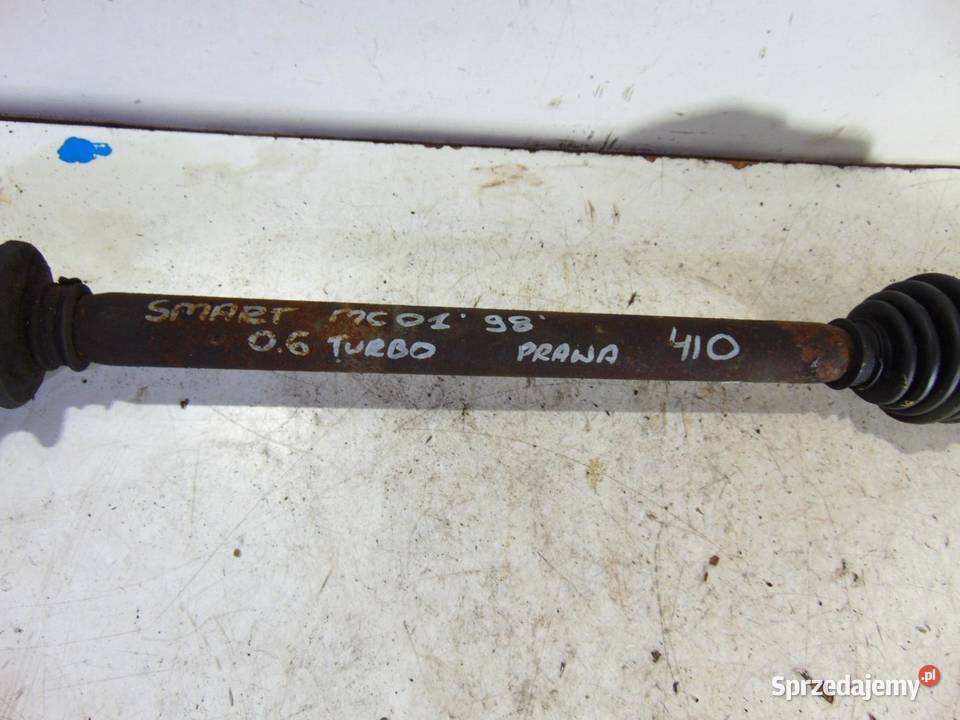 SMART MC01 '98'
0.6 TURBO PRAWA 410
Sprzedajemy.pl